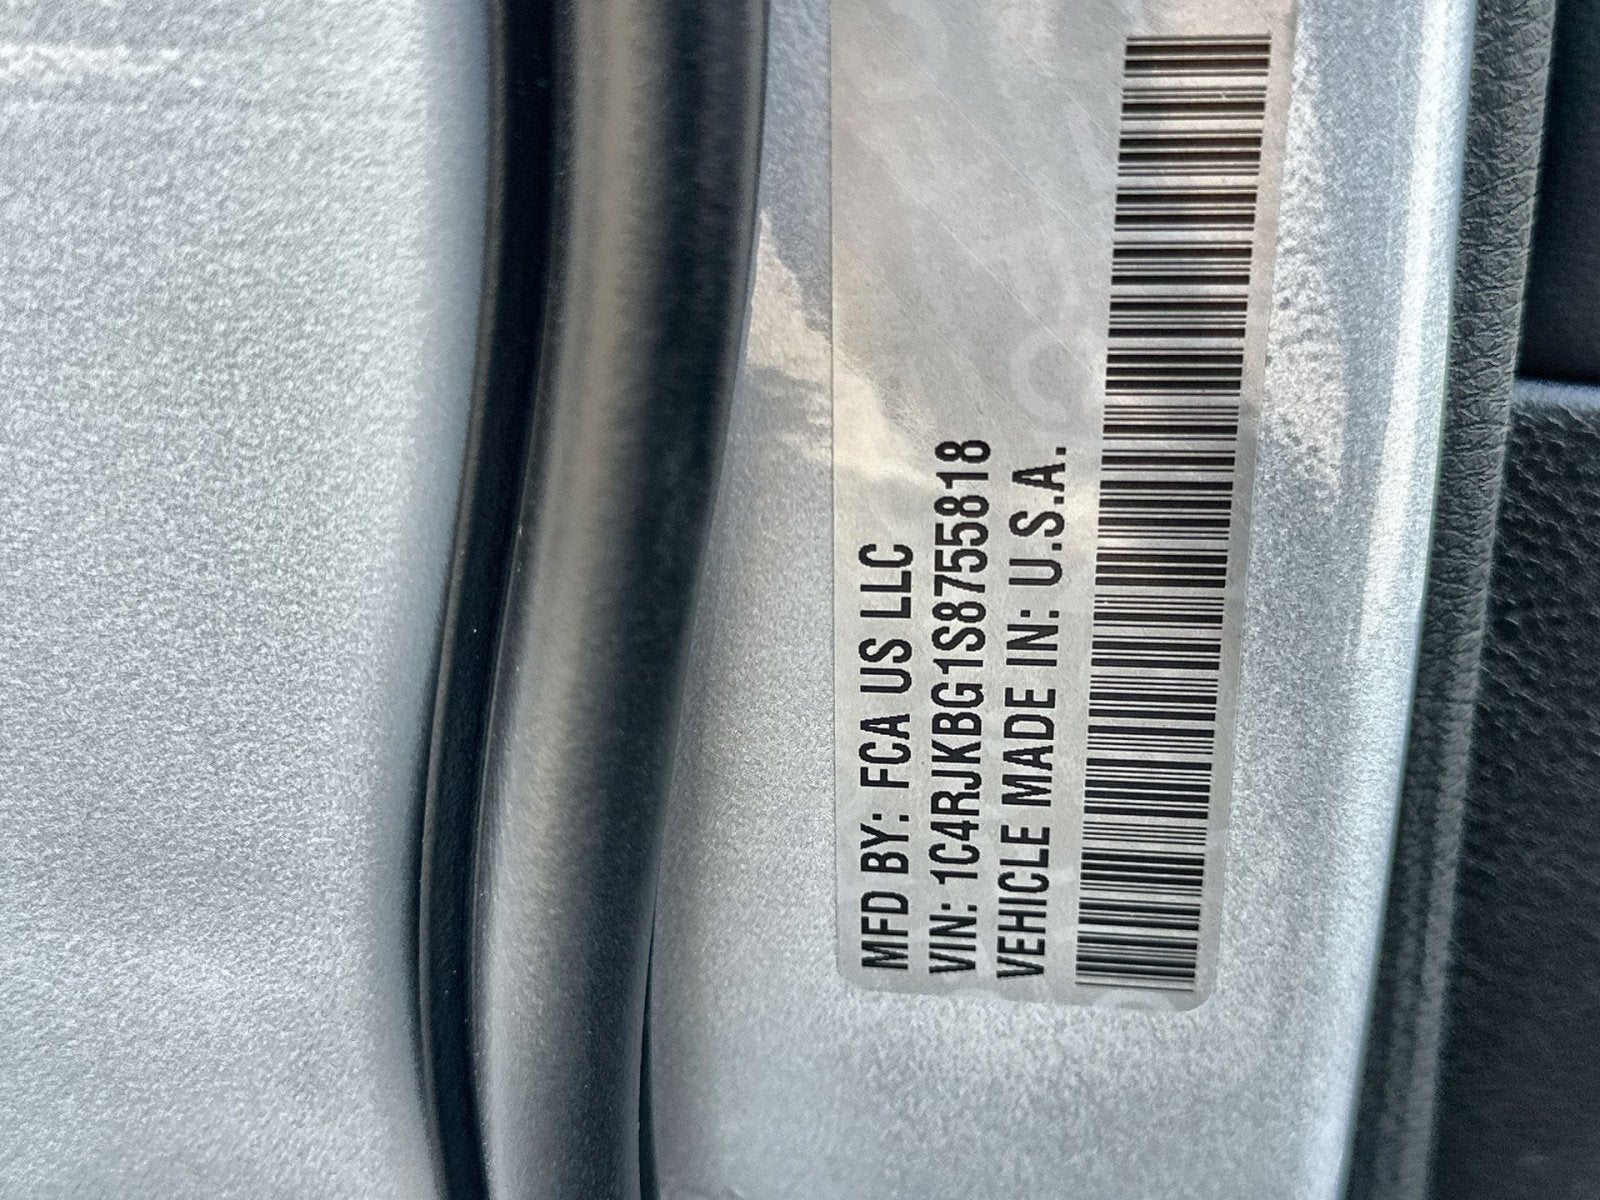 MFD BY: FCA US LLC
VIN: 1C4RJKBG1S8755818
VEHICLE MADE IN: U.S.A.